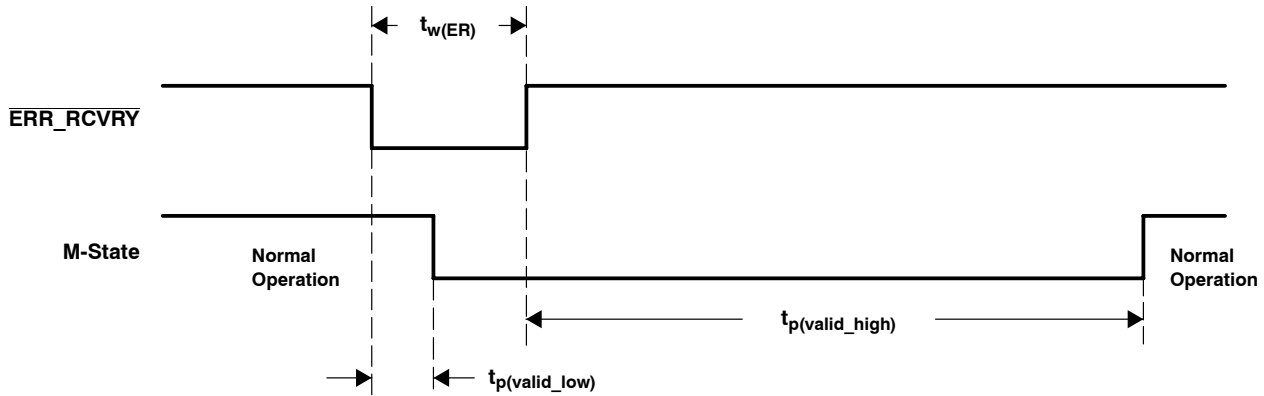 tw(ER)
ERR_RCVRY
M-State
Normal
Operation
Normal
Operation
tp(valid_high)
tp(valid_low)